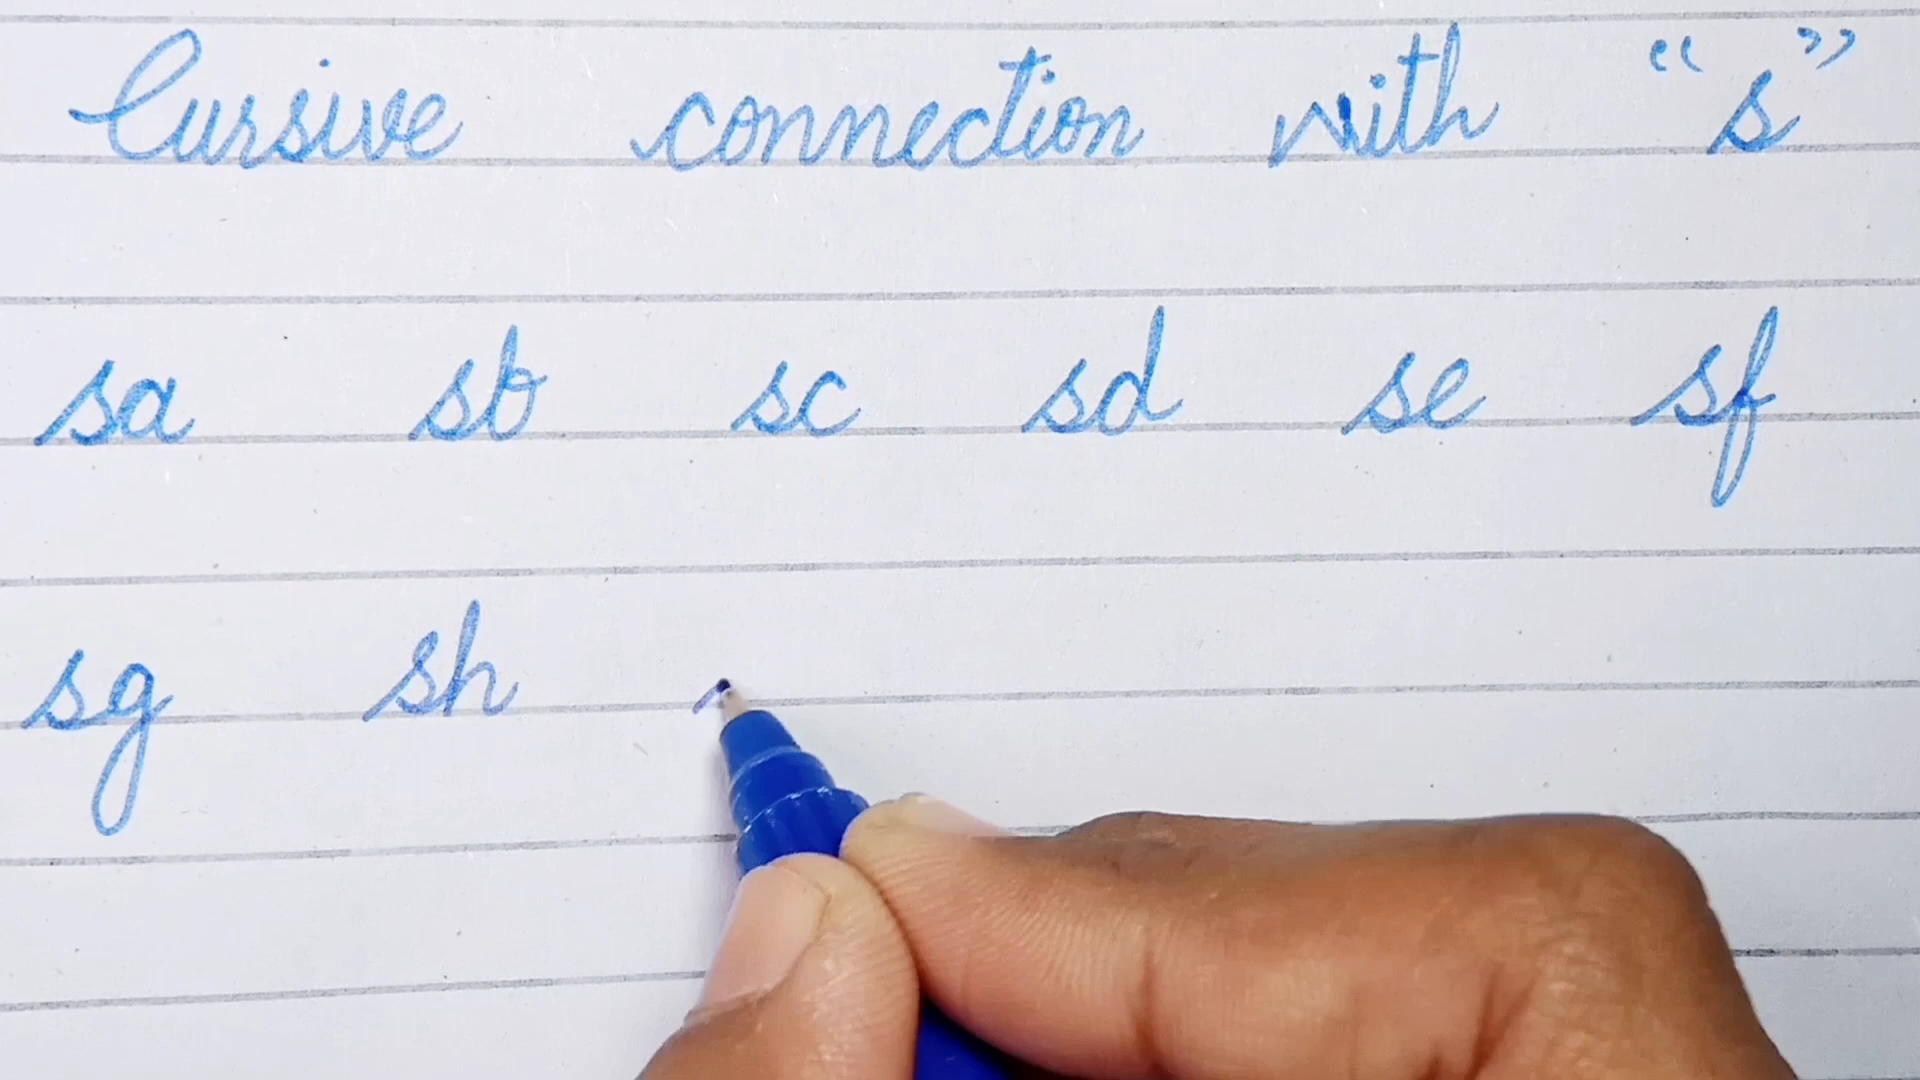 Cursive connection with “s”
sa sb sc sd se sf
sg sh